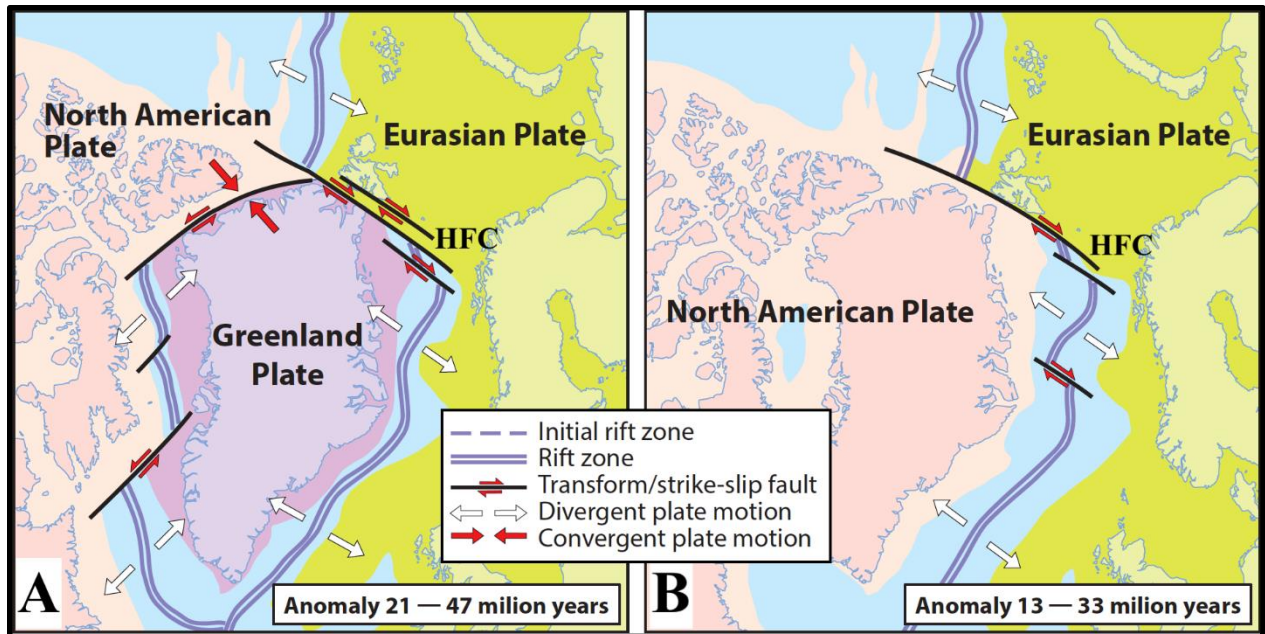 North American
Plate
Eurasian Plate
HFC
Greenland
Plate
A
Anomaly 21 — 47 milion years
Eurasian Plate
HFC
North American Plate
Initial rift zone
Rift zone
Transform/strike-slip fault
Divergent plate motion
Convergent plate motion
B
Anomaly 13 — 33 milion years